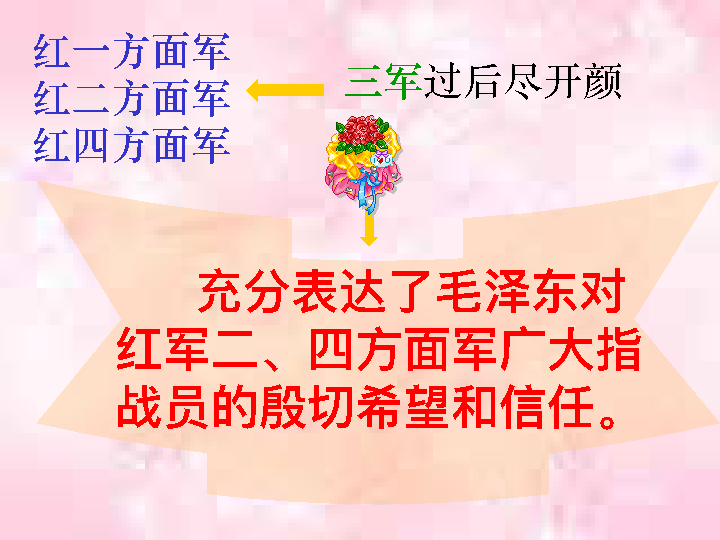 红一方面军
红二方面军
红四方面军
三军过后尽开颜
充分表达了毛泽东对
红军二、四方面军广大指
战员的殷切希望和信任。